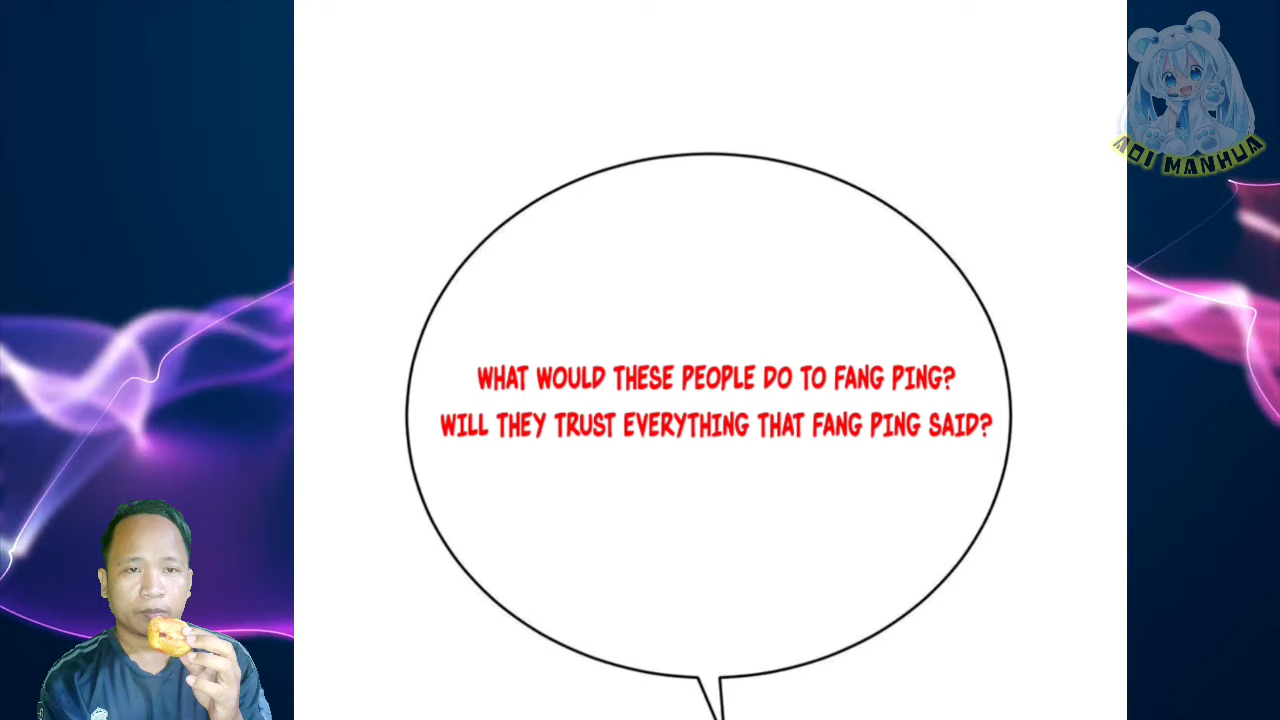 AOI MANHUA
WHAT WOULD THESE PEOPLE DO TO FANG PING?
WILL THEY TRUST EVERYTHING THAT FANG PING SAID?